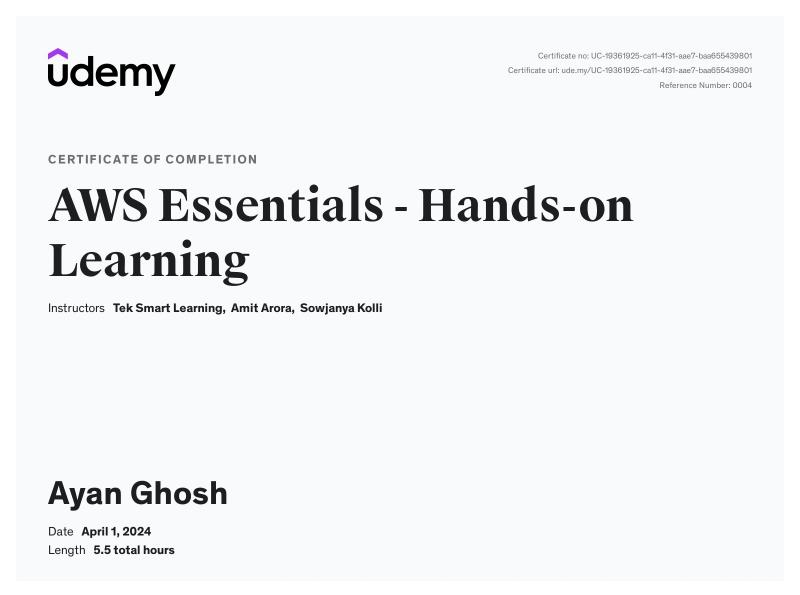 udemy
Certificate no: UC-19361925-ca11-4f31-aae7-baa655439801
Certificate url: ude.my/UC-19361925-ca11-4f31-aae7-baa655439801
Reference Number: 0004
CERTIFICATE OF COMPLETION
AWS Essentials - Hands-on
Learning
Instructors Tek Smart Learning, Amit Arora, Sowjanya Kolli
Ayan Ghosh
Date April 1, 2024
Length 5.5 total hours